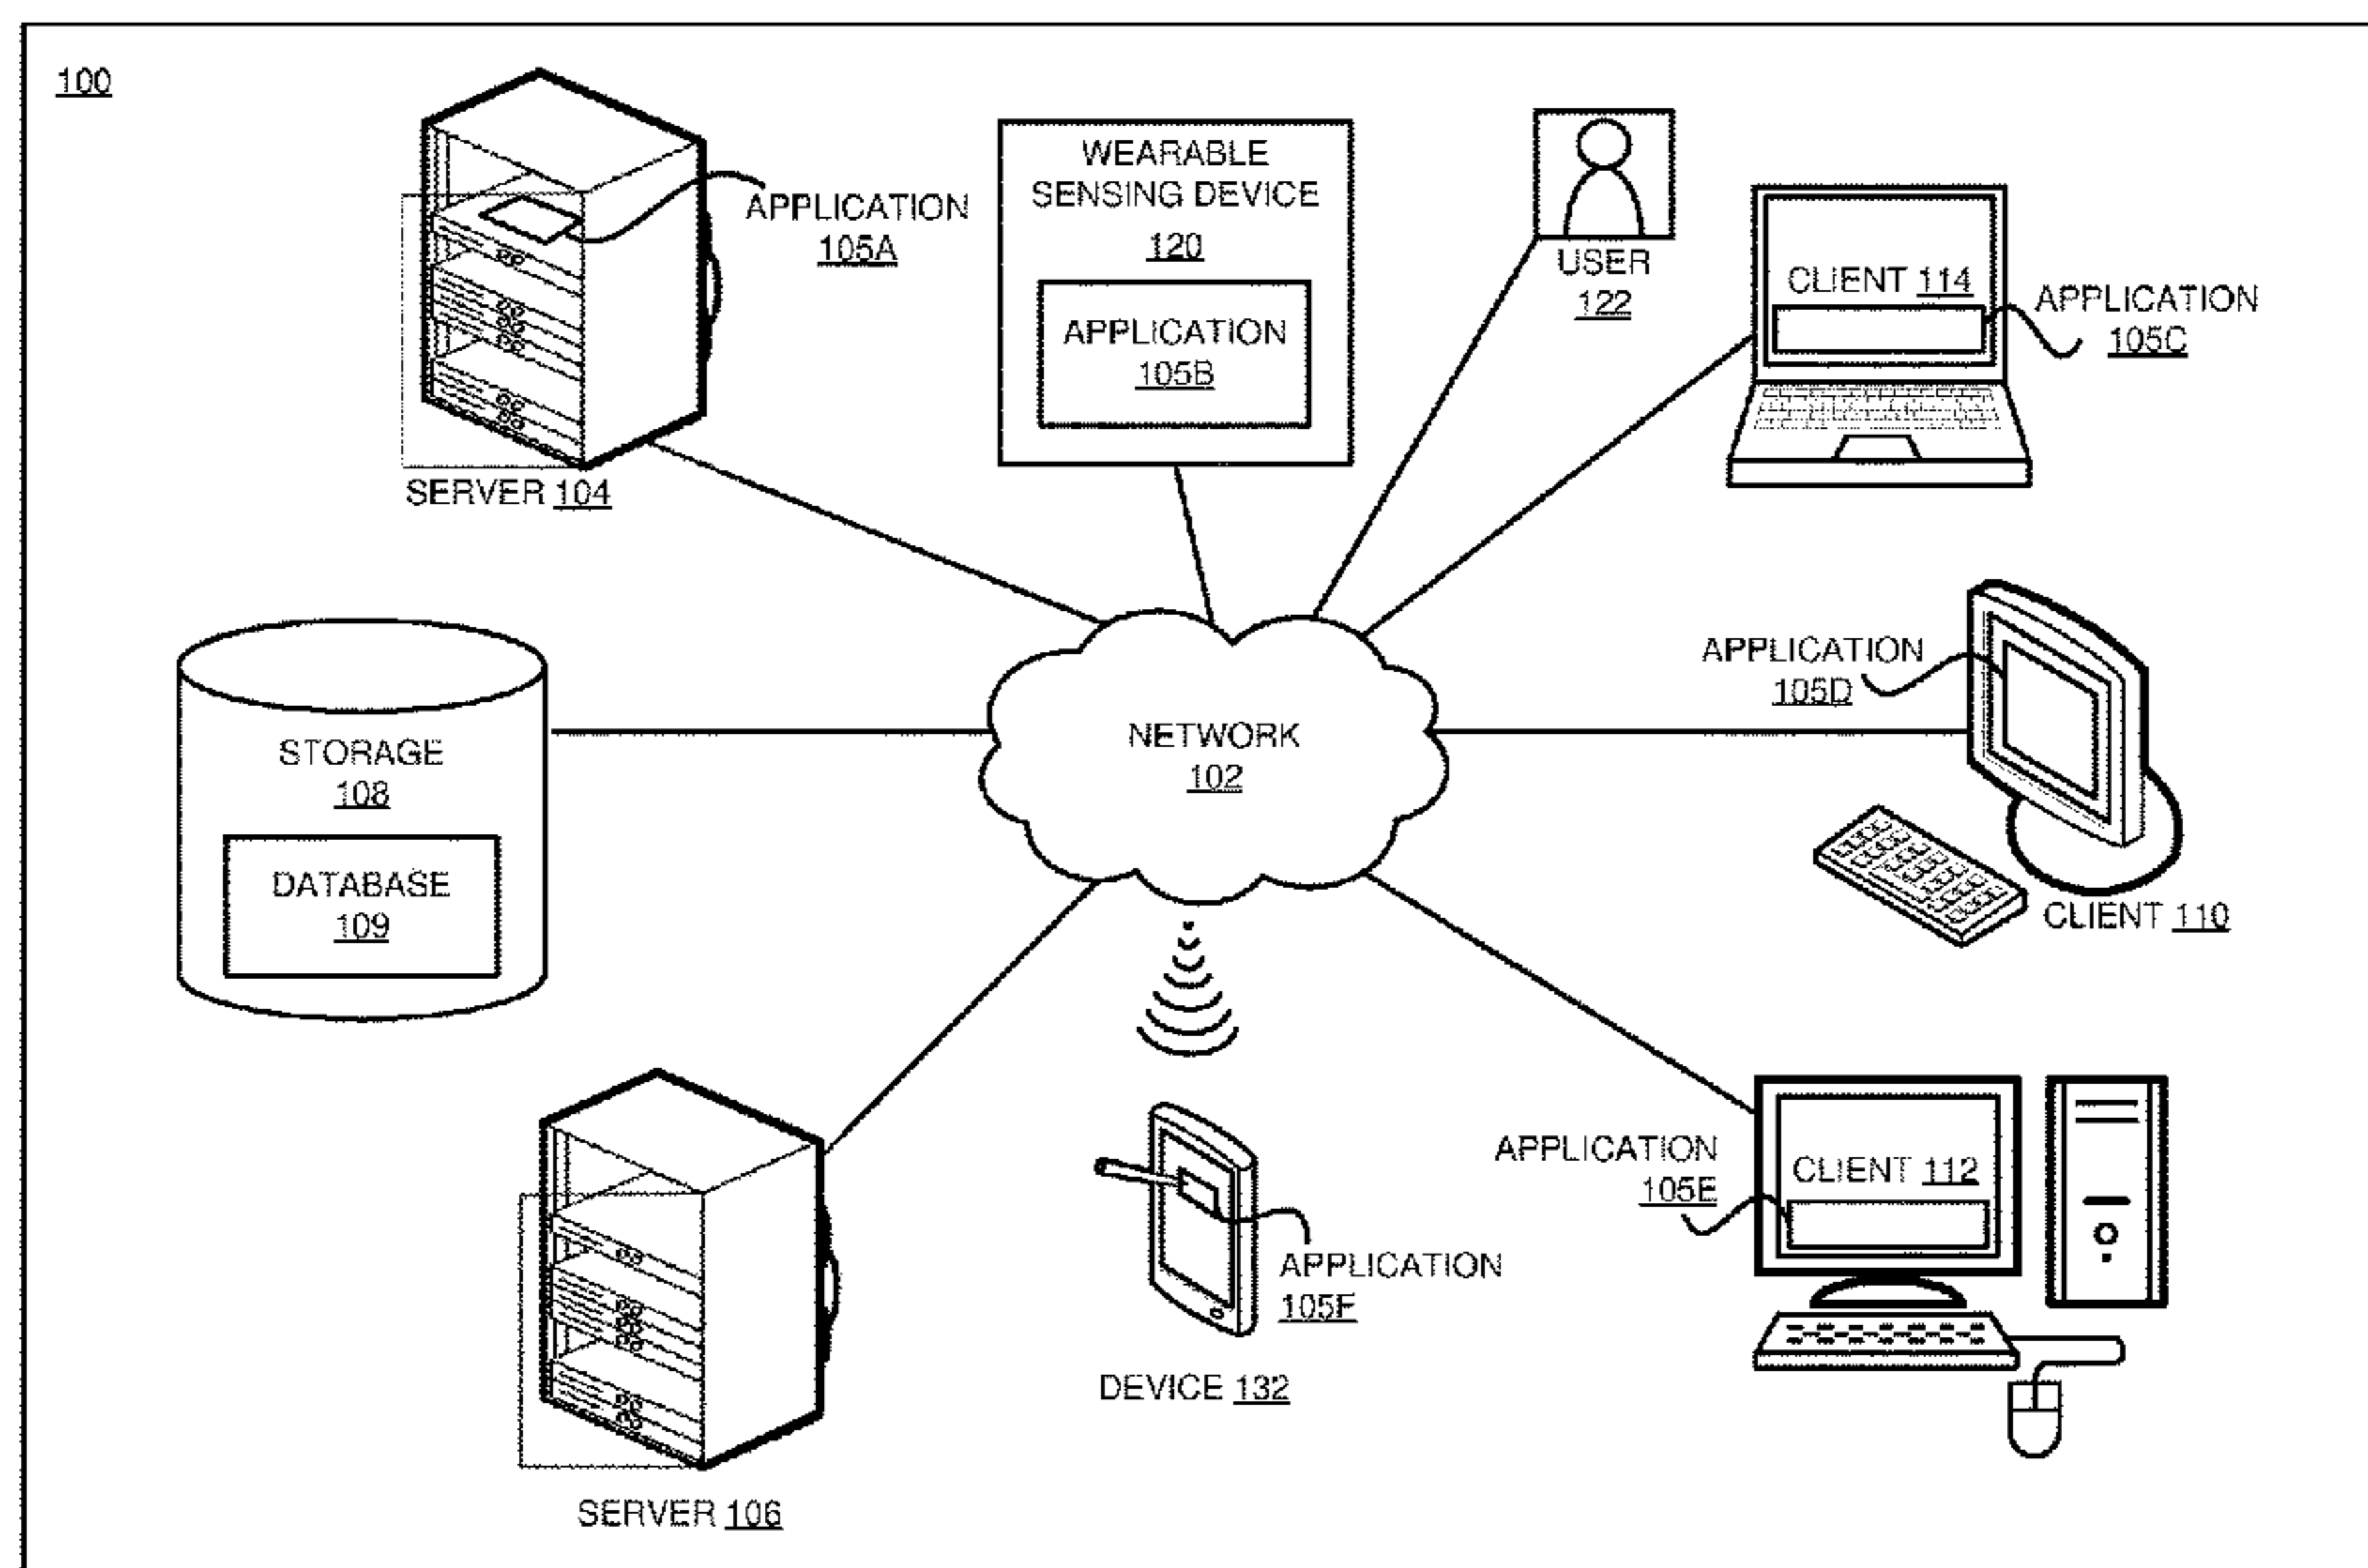 100
APPLICATION
105A
SERVER 104
WEARABLE
SENSING DEVICE
120
APPLICATION
105B
USER
122
CLIENT 114
APPLICATION
105C
STORAGE
108
DATABASE
109
NETWORK
102
APPLICATION
105D
CLIENT 110
SERVER 106
APPLICATION
105F
DEVICE 132
APPLICATION
105E
CLIENT 112